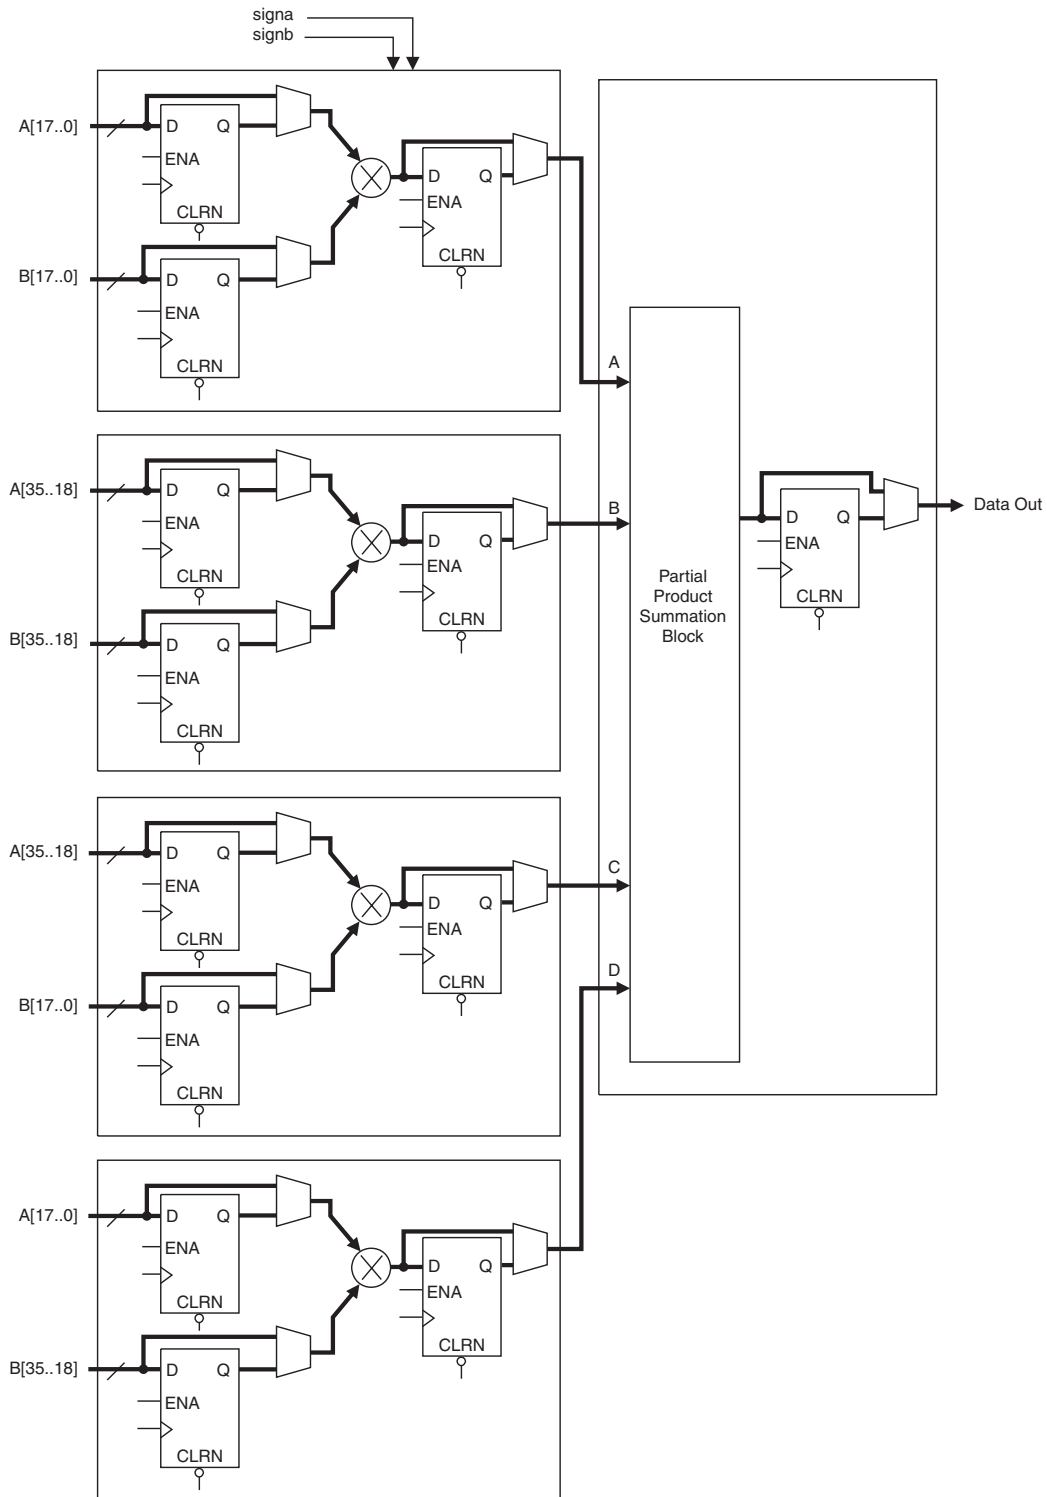 signa
signb
A[17..0]
D Q
ENA
CLRN
B[17..0]
D Q
ENA
CLRN
D Q
ENA
CLRN
A[35..18]
D Q
ENA
CLRN
B[35..18]
D Q
ENA
CLRN
D Q
ENA
CLRN
A[35..18]
D Q
ENA
CLRN
B[17..0]
D Q
ENA
CLRN
D Q
ENA
CLRN
A[17..0]
D Q
ENA
CLRN
B[35..18]
D Q
ENA
CLRN
D Q
ENA
CLRN
A
B
C
D
Partial
Product
Summation
Block
D Q
ENA
CLRN
Data Out